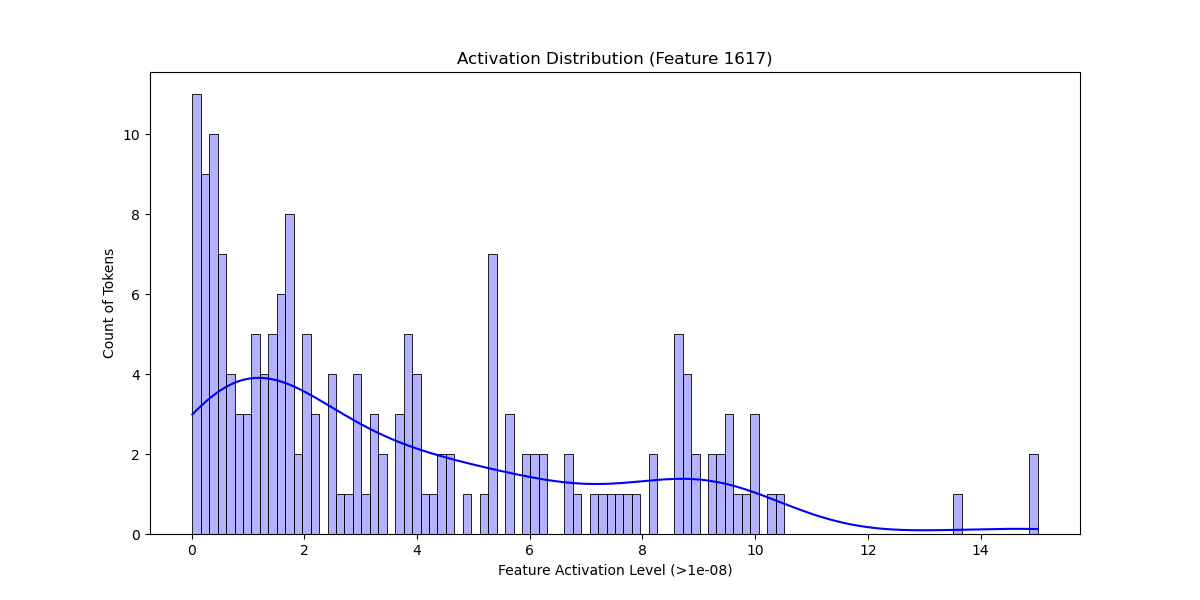 Activation Distribution (Feature 1617)
Count of Tokens
10
8
6
4
2
0
0 2 4 6 8 10 12 14
Feature Activation Level (>1e-08)